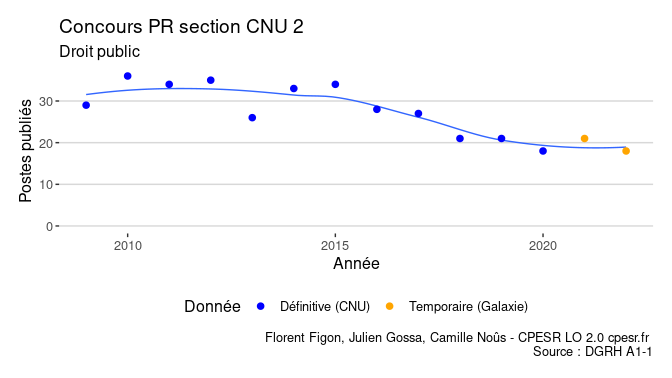 Concours PR section CNU 2
Droit public
Postes publiés
30
20
10
0
2010 2015 2020
Année
Donnée Définitive (CNU) Temporaire (Galaxie)
Florent Figon, Julien Gossa, Camille Noûs - CPESR LO 2.0 cpesr.fr
Source : DGRH A1-1